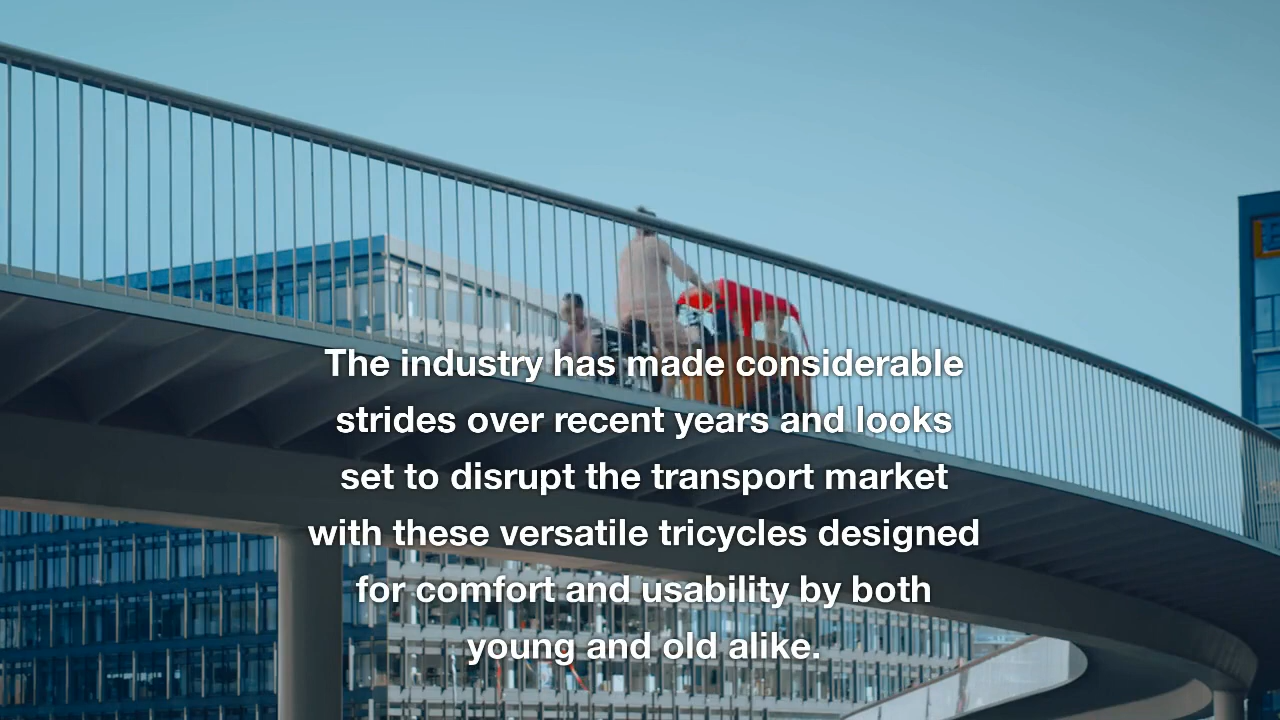 The industry has made considerable
strides over recent years and looks
set to disrupt the transport market
with these versatile tricycles designed
for comfort and usability by both
young and old alike.